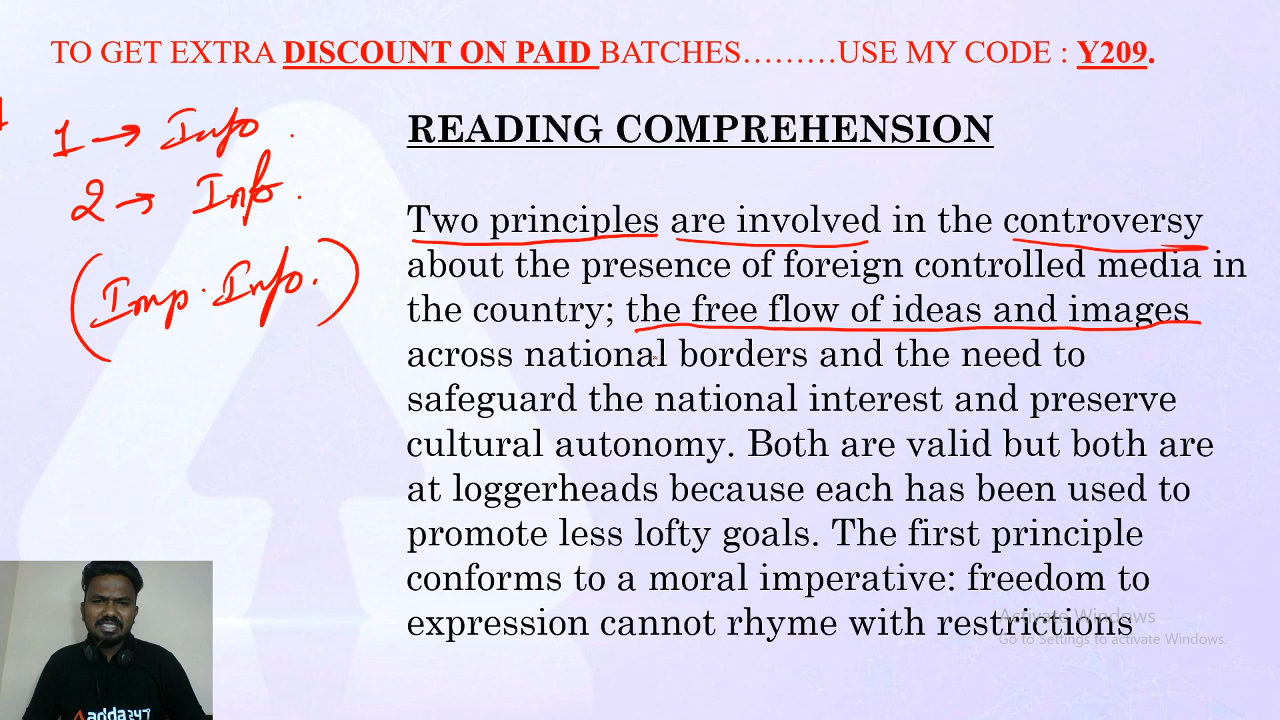 TO GET EXTRA DISCOUNT ON PAID BATCHES………USE MY CODE : Y209.
1 → Info.
2 → Info.
(Imp. Info.)
READING COMPREHENSION
Two principles are involved in the controversy
about the presence of foreign controlled media in
the country; the free flow of ideas and images
across national borders and the need to
safeguard the national interest and preserve
cultural autonomy. Both are valid but both are
at loggerheads because each has been used to
promote less lofty goals. The first principle
conforms to a moral imperative: freedom to
expression cannot rhyme with restrictions
Activate Windows
Go to Settings to activate Windows.
adda247